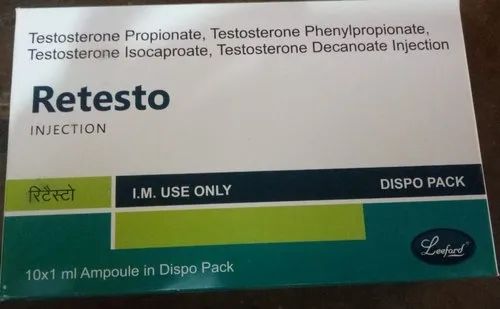 Testosterone Propionate, Testosterone Phenylpropionate,
Testosterone Isocaproate, Testosterone Decanoate Injection
Retesto
INJECTION
रिटैस्टो
I.M. USE ONLY
DISPO PACK
10x1 ml Ampoule in Dispo Pack
Leeford